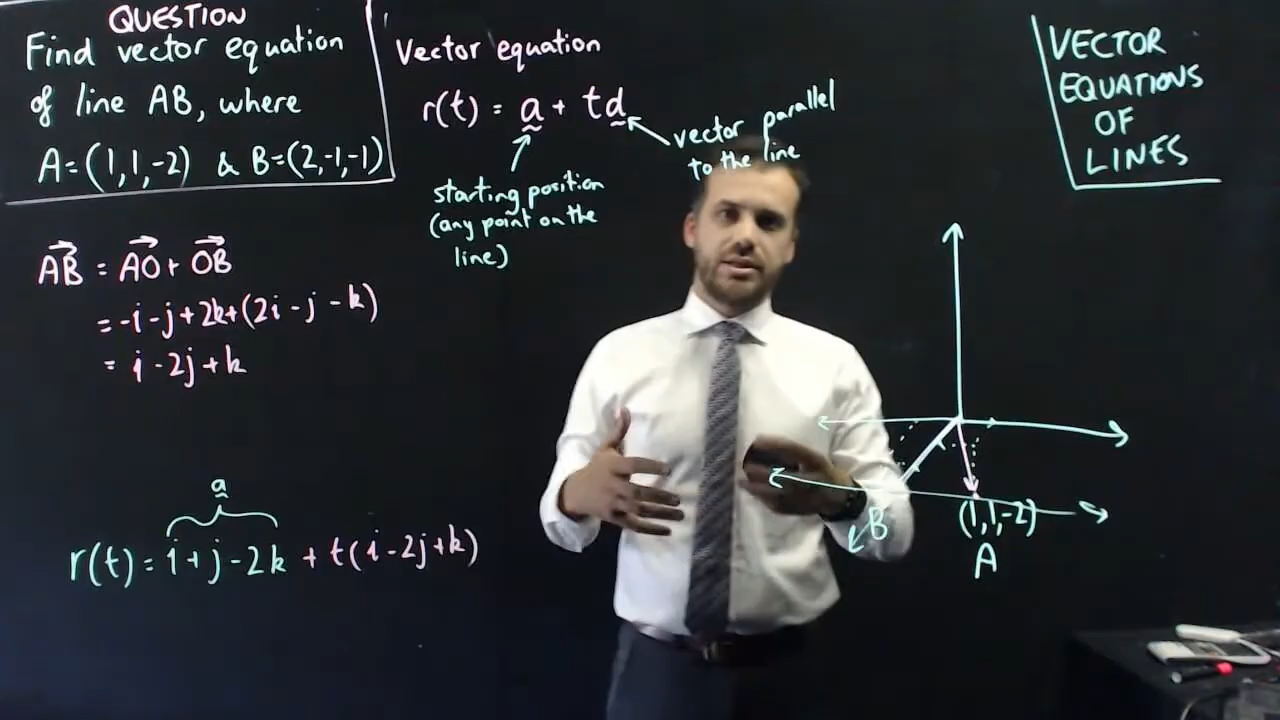 QUESTION
Find vector equation
of line AB, where
A=(1,1,-2) & B=(2,-1,-1)
Vector equation
r(t) = a + td
vector parallel
to the line
starting position
(any point on the
line)
VECTOR
EQUATIONS
OF
LINES
AB = AO + OB
= -i - j + 2k + (2i - j - k)
= i - 2j + k
a
r(t) = i + j - 2k + t(i - 2j + k)
B
(1,1,-2)
A